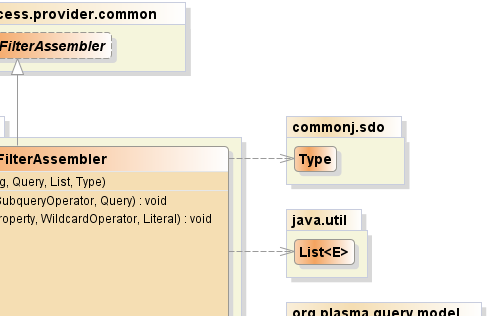 cess.provider.common
FilterAssembler
commonj.sdo
FilterAssembler
Type
g, Query, List, Type)
SubqueryOperator, Query) : void
roperty, WildcardOperator, Literal) : void
java.util
List<E>
org.plasma.query.model